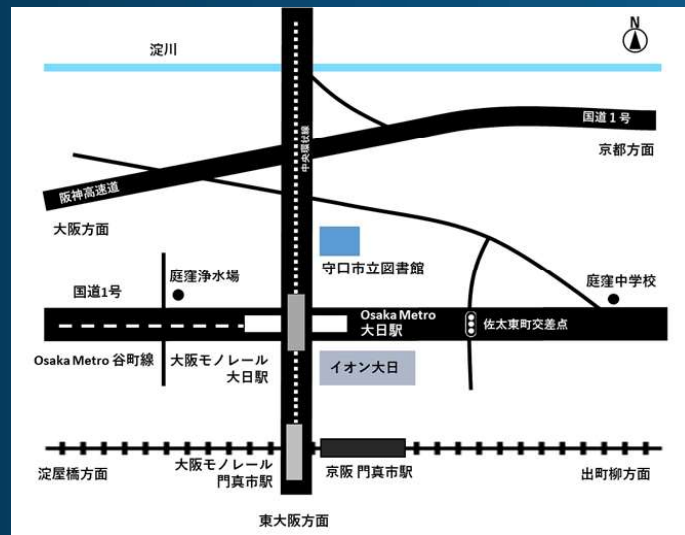 N
淀川
国道１号
中央環状線
京都方面
阪神高速道
大阪方面
守口市立図書館
庭窪浄水場
庭窪中学校
国道1号
Osaka Metro
大日駅
佐太東町交差点
Osaka Metro 谷町線
大阪モノレール
大日駅
イオン大日
大阪モノレール
門真市駅
京阪 門真市駅
淀屋橋方面
出町柳方面
東大阪方面